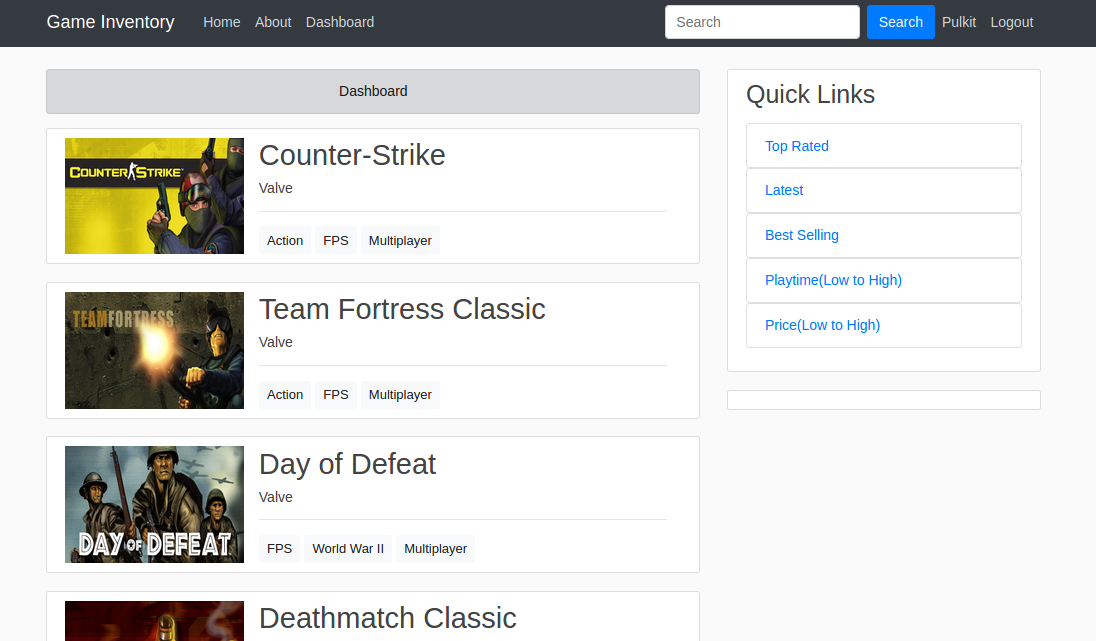 Game Inventory Home About Dashboard Search Search Pulkit Logout
Dashboard
COUNTER STRIKE
Counter-Strike
Valve
Action FPS Multiplayer
TEAMFORTRESS
Team Fortress Classic
Valve
Action FPS Multiplayer
DAY OF DEFEAT
Day of Defeat
Valve
FPS World War II Multiplayer
Deathmatch Classic
Quick Links
Top Rated
Latest
Best Selling
Playtime(Low to High)
Price(Low to High)